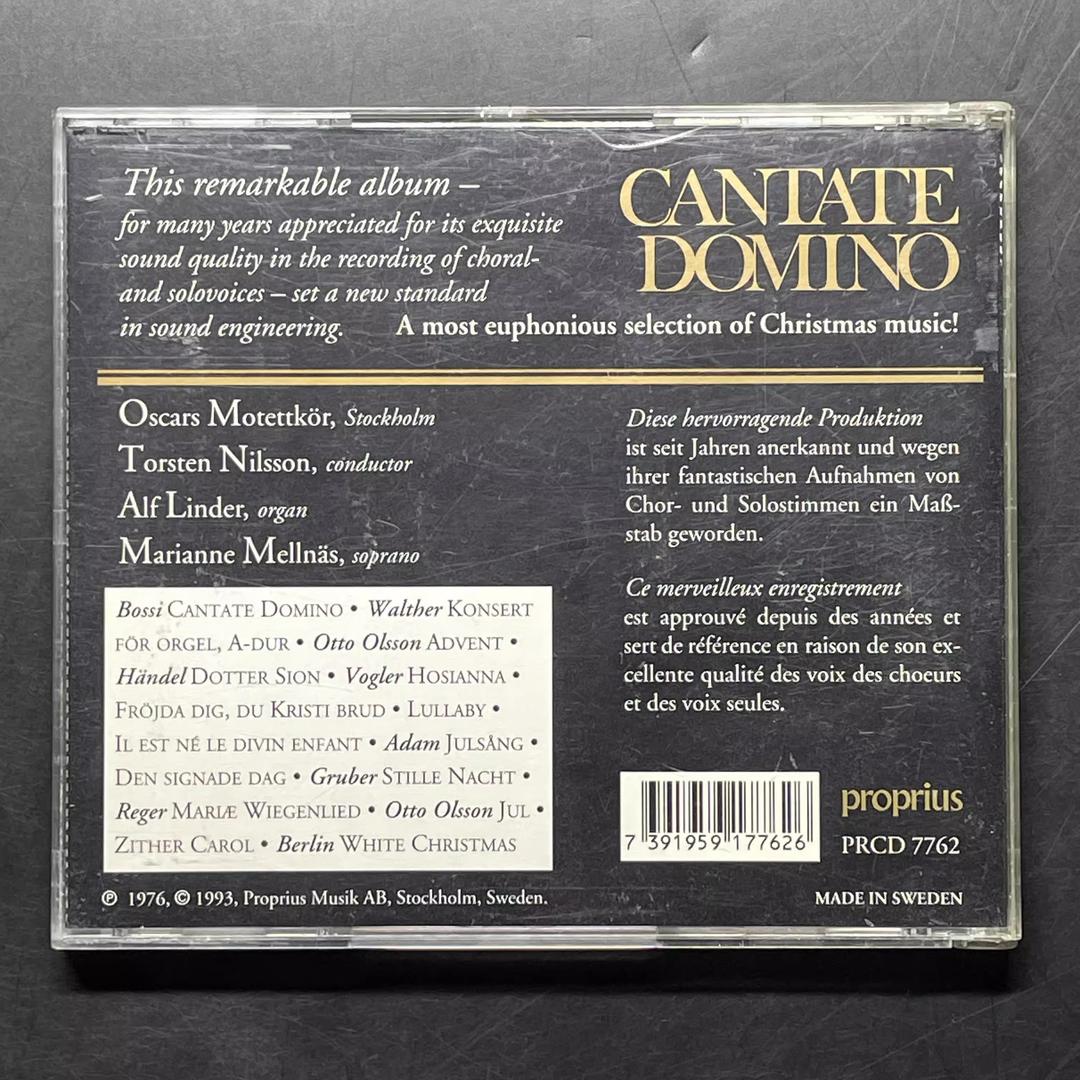 This remarkable album –
for many years appreciated for its exquisite
sound quality in the recording of choral-
and solovoices – set a new standard
in sound engineering.
CANTATE
DOMINO
A most euphonious selection of Christmas music!
Oscars Motettkör, Stockholm
Torsten Nilsson, conductor
Alf Linder, organ
Marianne Mellnäs, soprano
Bossi CANTATE DOMINO • Walther KONSERT
FÖR ORGEL, A-DUR • Otto Olsson ADVENT •
Händel DOTTER SION • Vogler HOSIANNA •
FRÖJDA DIG, DU KRISTI BRUD • LULLABY •
IL EST NÉ LE DIVIN ENFANT • Adam JULSÅNG •
DEN SIGNADE DAG • Gruber STILLE NACHT •
Reger MARIÆ WIEGENLIED • Otto Olsson JUL •
ZITHER CAROL • Berlin WHITE CHRISTMAS
Diese hervorragende Produktion
ist seit Jahren anerkannt und wegen
ihrer fantastischen Aufnahmen von
Chor- und Solostimmen ein Maß-
stab geworden.
Ce merveilleux enregistrement
est approuvé depuis des années et
sert de référence en raison de son ex-
cellente qualité des voix des choeurs
et des voix seules.
7 391959 177626
proprius
PRCD 7762
℗ 1976, © 1993, Proprius Musik AB, Stockholm, Sweden.
MADE IN SWEDEN